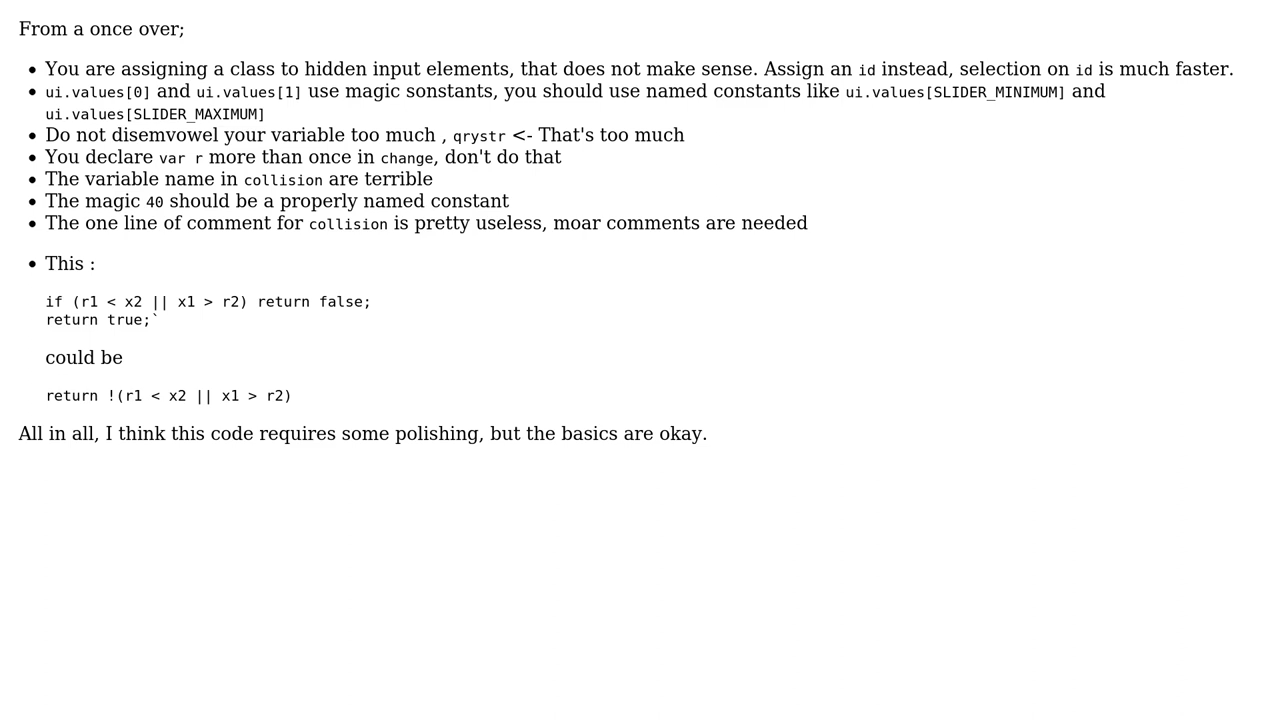 From a once over;
• You are assigning a class to hidden input elements, that does not make sense. Assign an id instead, selection on id is much faster.
• ui.values[0] and ui.values[1] use magic sonstants, you should use named constants like ui.values[SLIDER_MINIMUM] and
ui.values[SLIDER_MAXIMUM]
• Do not disemvowel your variable too much , qrystr <- That's too much
• You declare var r more than once in change, don't do that
• The variable name in collision are terrible
• The magic 40 should be a properly named constant
• The one line of comment for collision is pretty useless, moar comments are needed
• This :
if (r1 < x2 || x1 > r2) return false;
return true;`
could be
return !(r1 < x2 || x1 > r2)
All in all, I think this code requires some polishing, but the basics are okay.